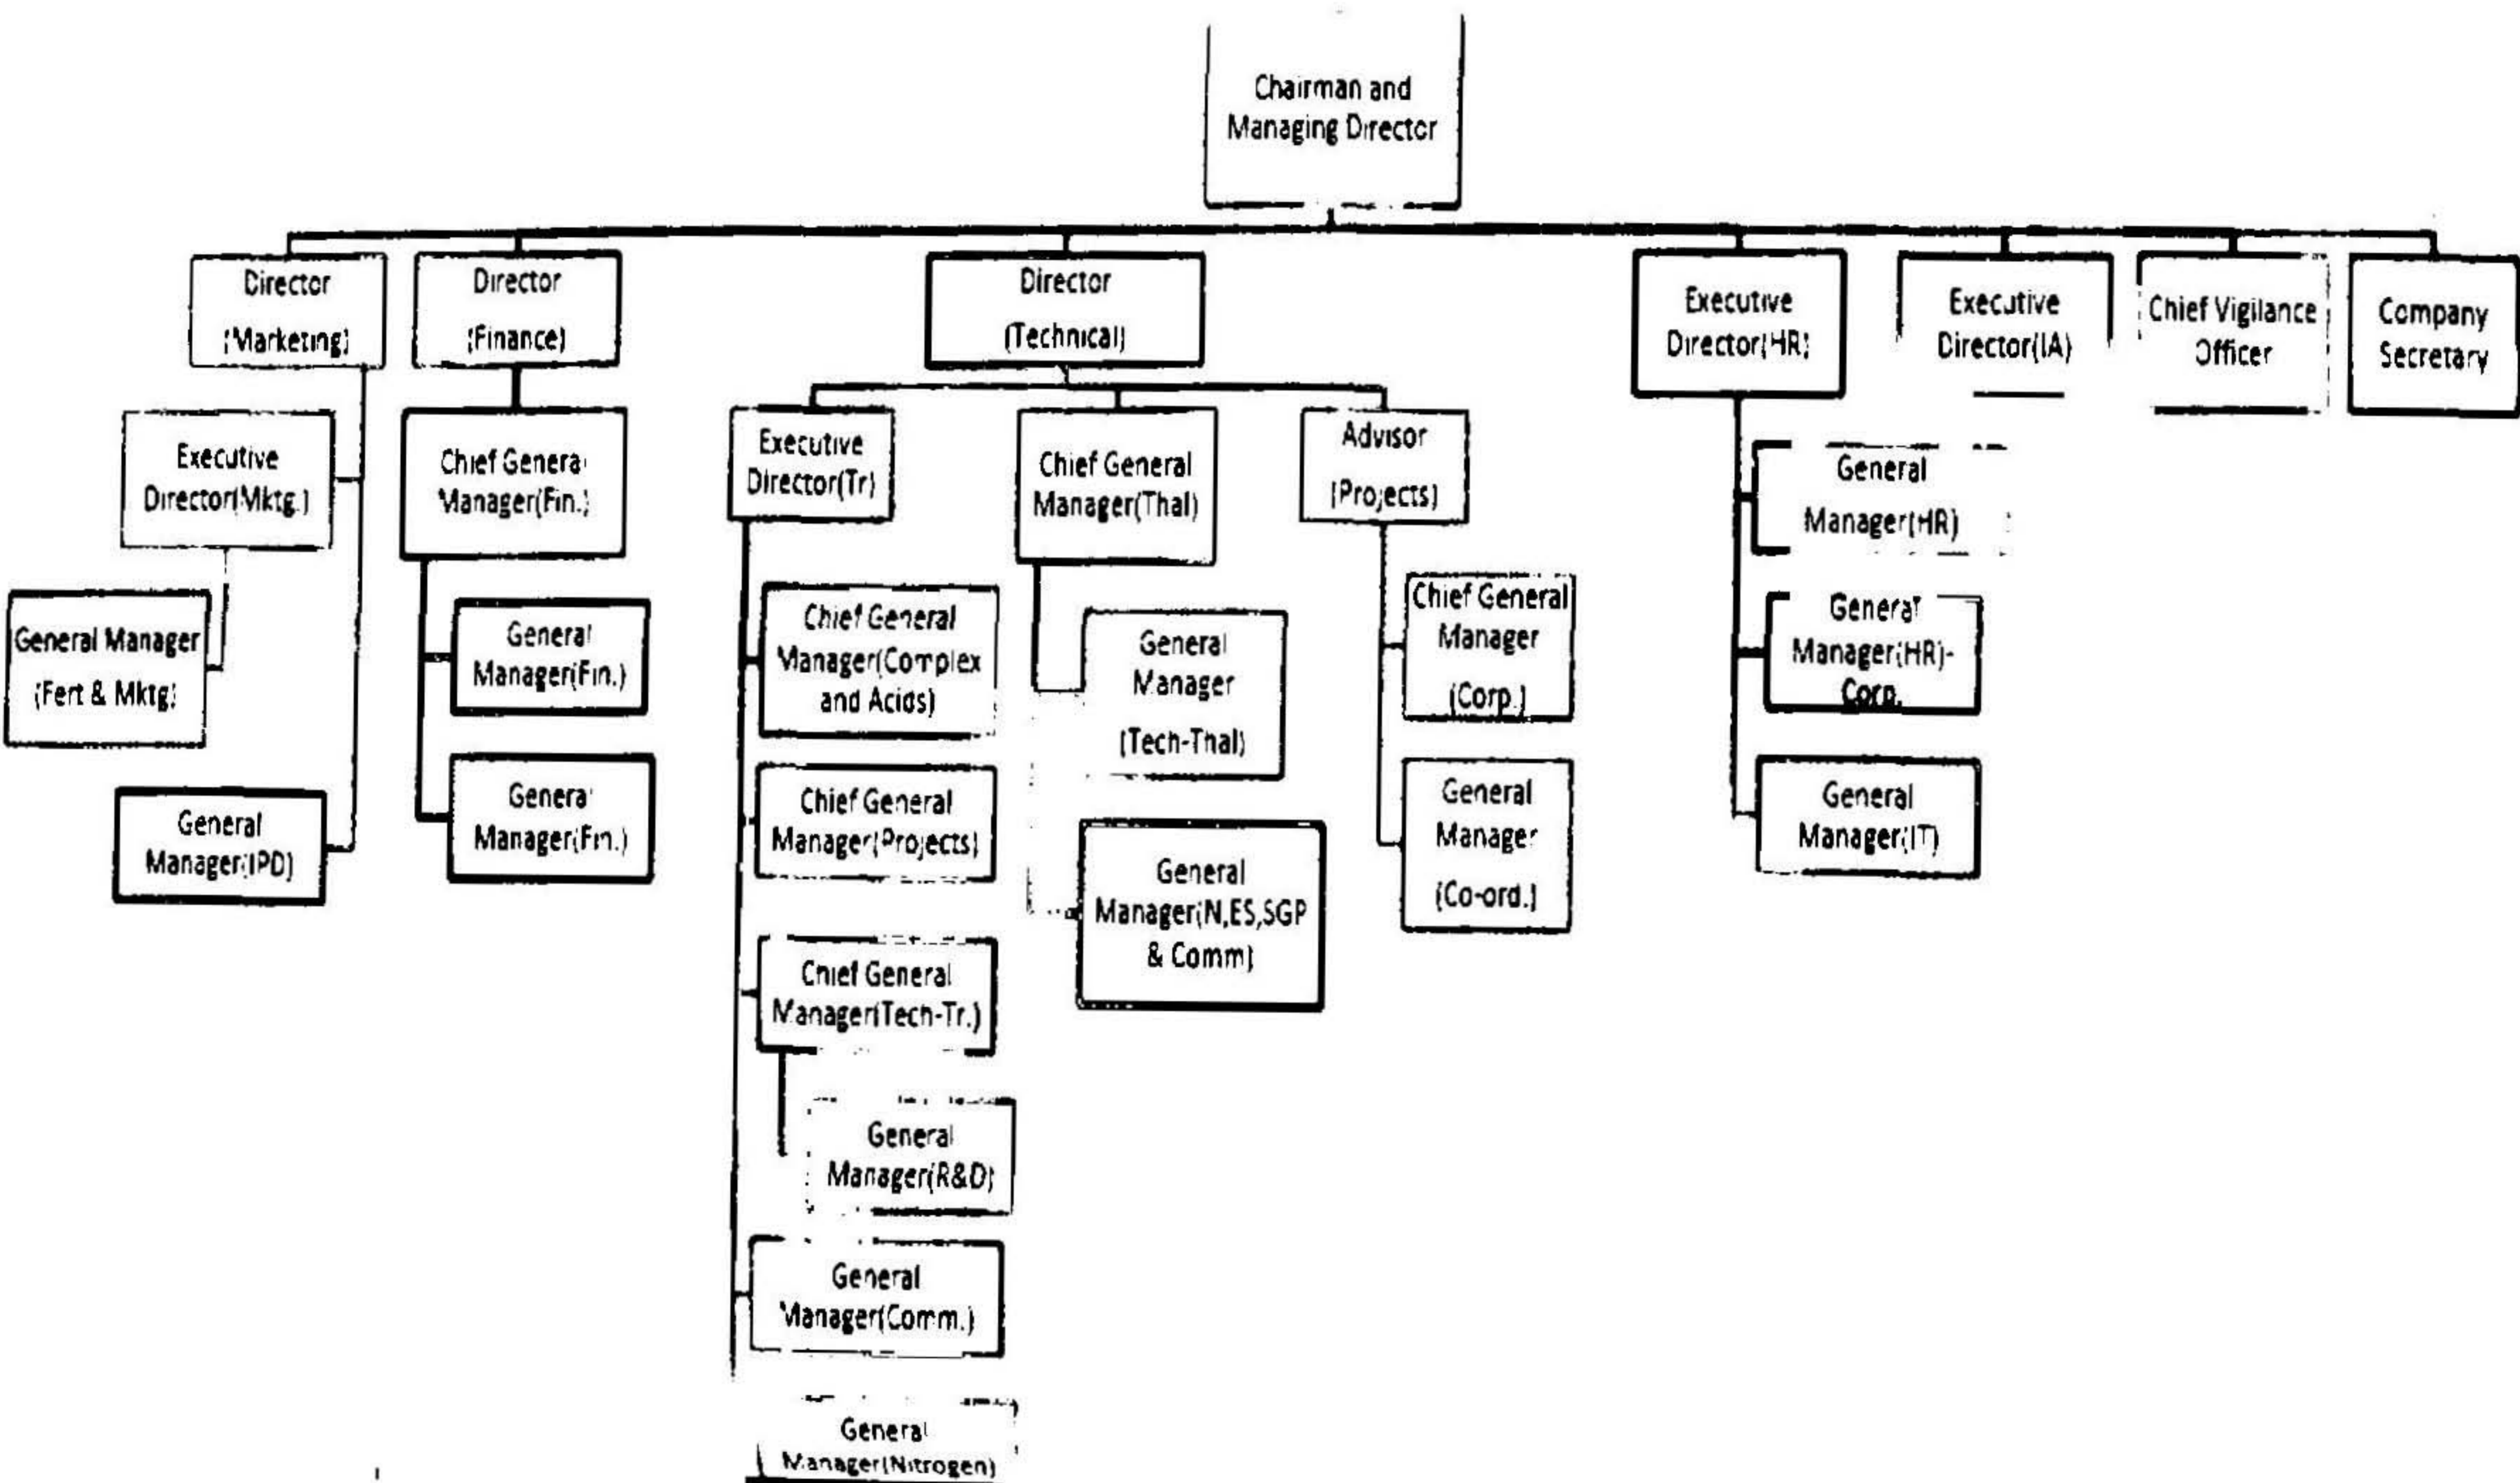 Chairman and
Managing Director
Director
(Marketing)
Director
(Finance)
Director
(Technical)
Executive
Director(HR)
Executive
Director(IA)
Chief Vigilance
Officer
Company
Secretary
Executive
Director(Mktg.)
Chief General
Manager(Fin.)
Executive
Director(Tr)
Chief General
Manager(Thal)
Advisor
(Projects)
General
Manager(HR)
General Manager
(Fert & Mktg)
General
Manager(Fin.)
Chief General
Manager(Complex
and Acids)
General
Manager
(Tech-Thal)
Chief General
Manager
(Corp.)
General
Manager(HR)-
Corp.
General
Manager(IPD)
General
Manager(Fin.)
Chief General
Manager(Projects)
General
Manager(N,ES,SGP
& Comm)
General
Manager
(Co-ord.)
General
Manager(IT)
Chief General
Manager(Tech-Tr.)
General
Manager(R&D)
General
Manager(Comm.)
General
Manager(Nitrogen)